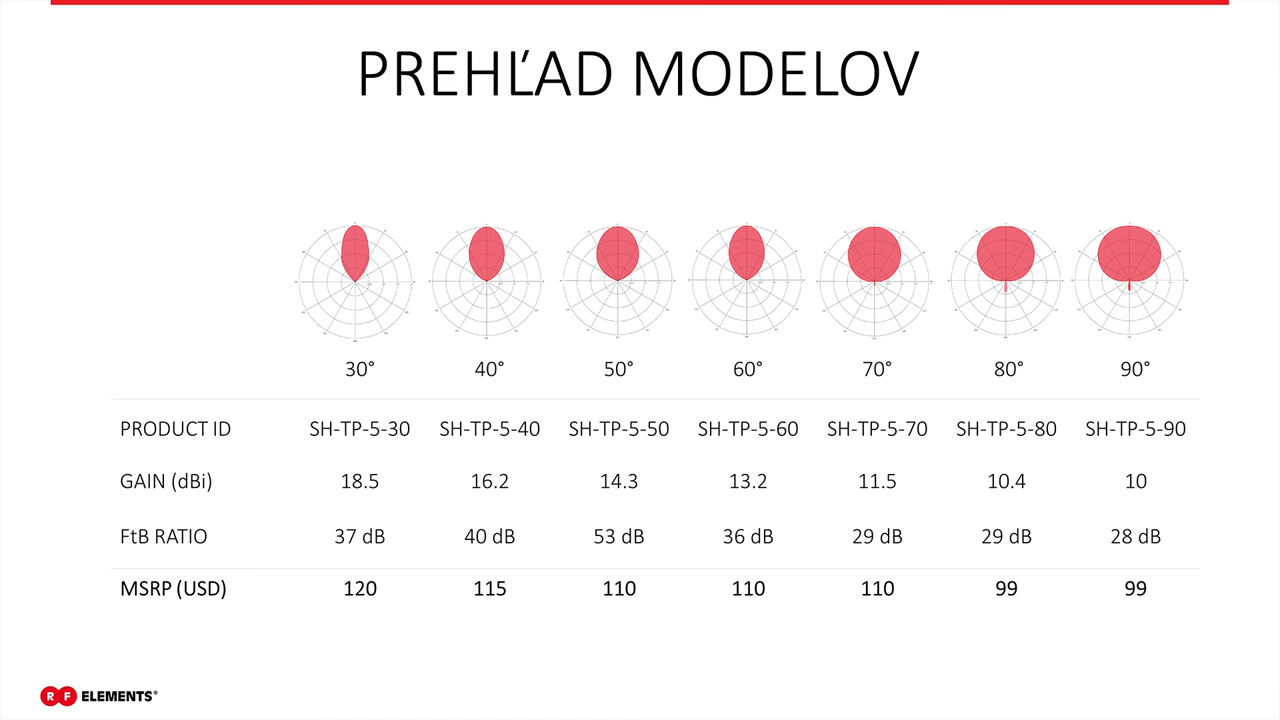 PREHĽAD MODELOV
30° 40° 50° 60° 70° 80° 90°
PRODUCT ID SH-TP-5-30 SH-TP-5-40 SH-TP-5-50 SH-TP-5-60 SH-TP-5-70 SH-TP-5-80 SH-TP-5-90
GAIN (dBi) 18.5 16.2 14.3 13.2 11.5 10.4 10
FtB RATIO 37 dB 40 dB 53 dB 36 dB 29 dB 29 dB 28 dB
MSRP (USD) 120 115 110 110 110 99 99
RF ELEMENTS®